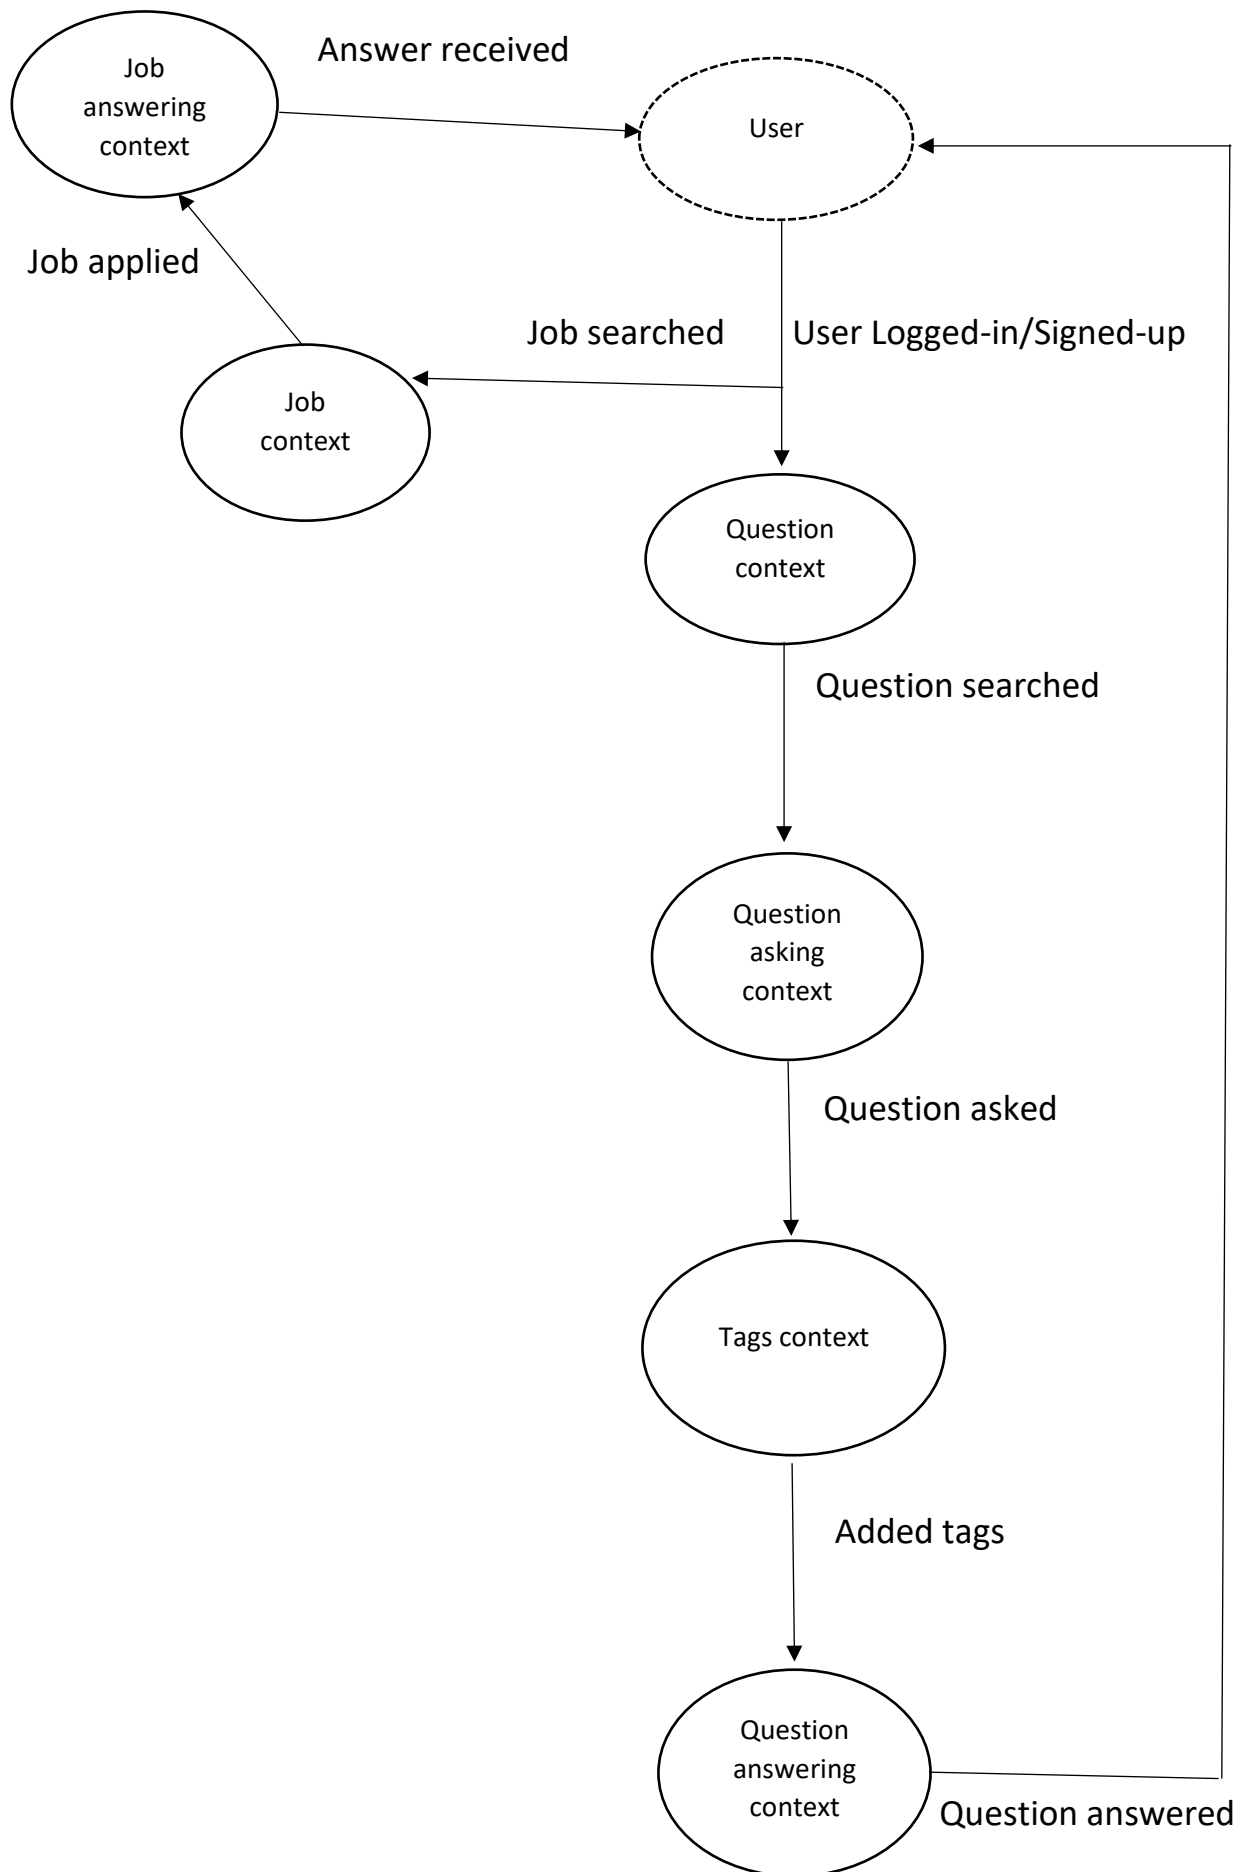 Answer received
Job
answering
context
User
Job applied
Job searched
User Logged-in/Signed-up
Job
context
Question
context
Question searched
Question
asking
context
Question asked
Tags context
Added tags
Question
answering
context
Question answered